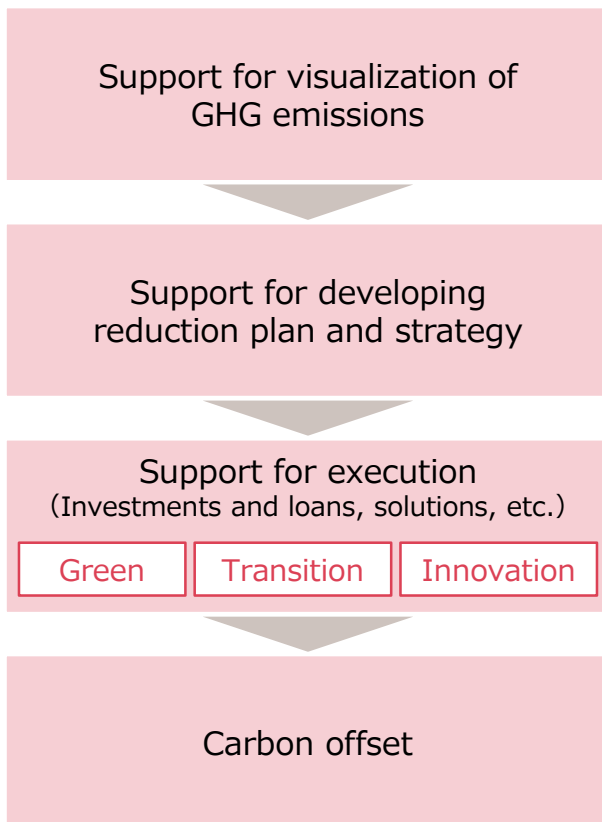 Support for visualization of
GHG emissions
Support for developing
reduction plan and strategy
Support for execution
（Investments and loans, solutions, etc.）
Green
Transition
Innovation
Carbon offset